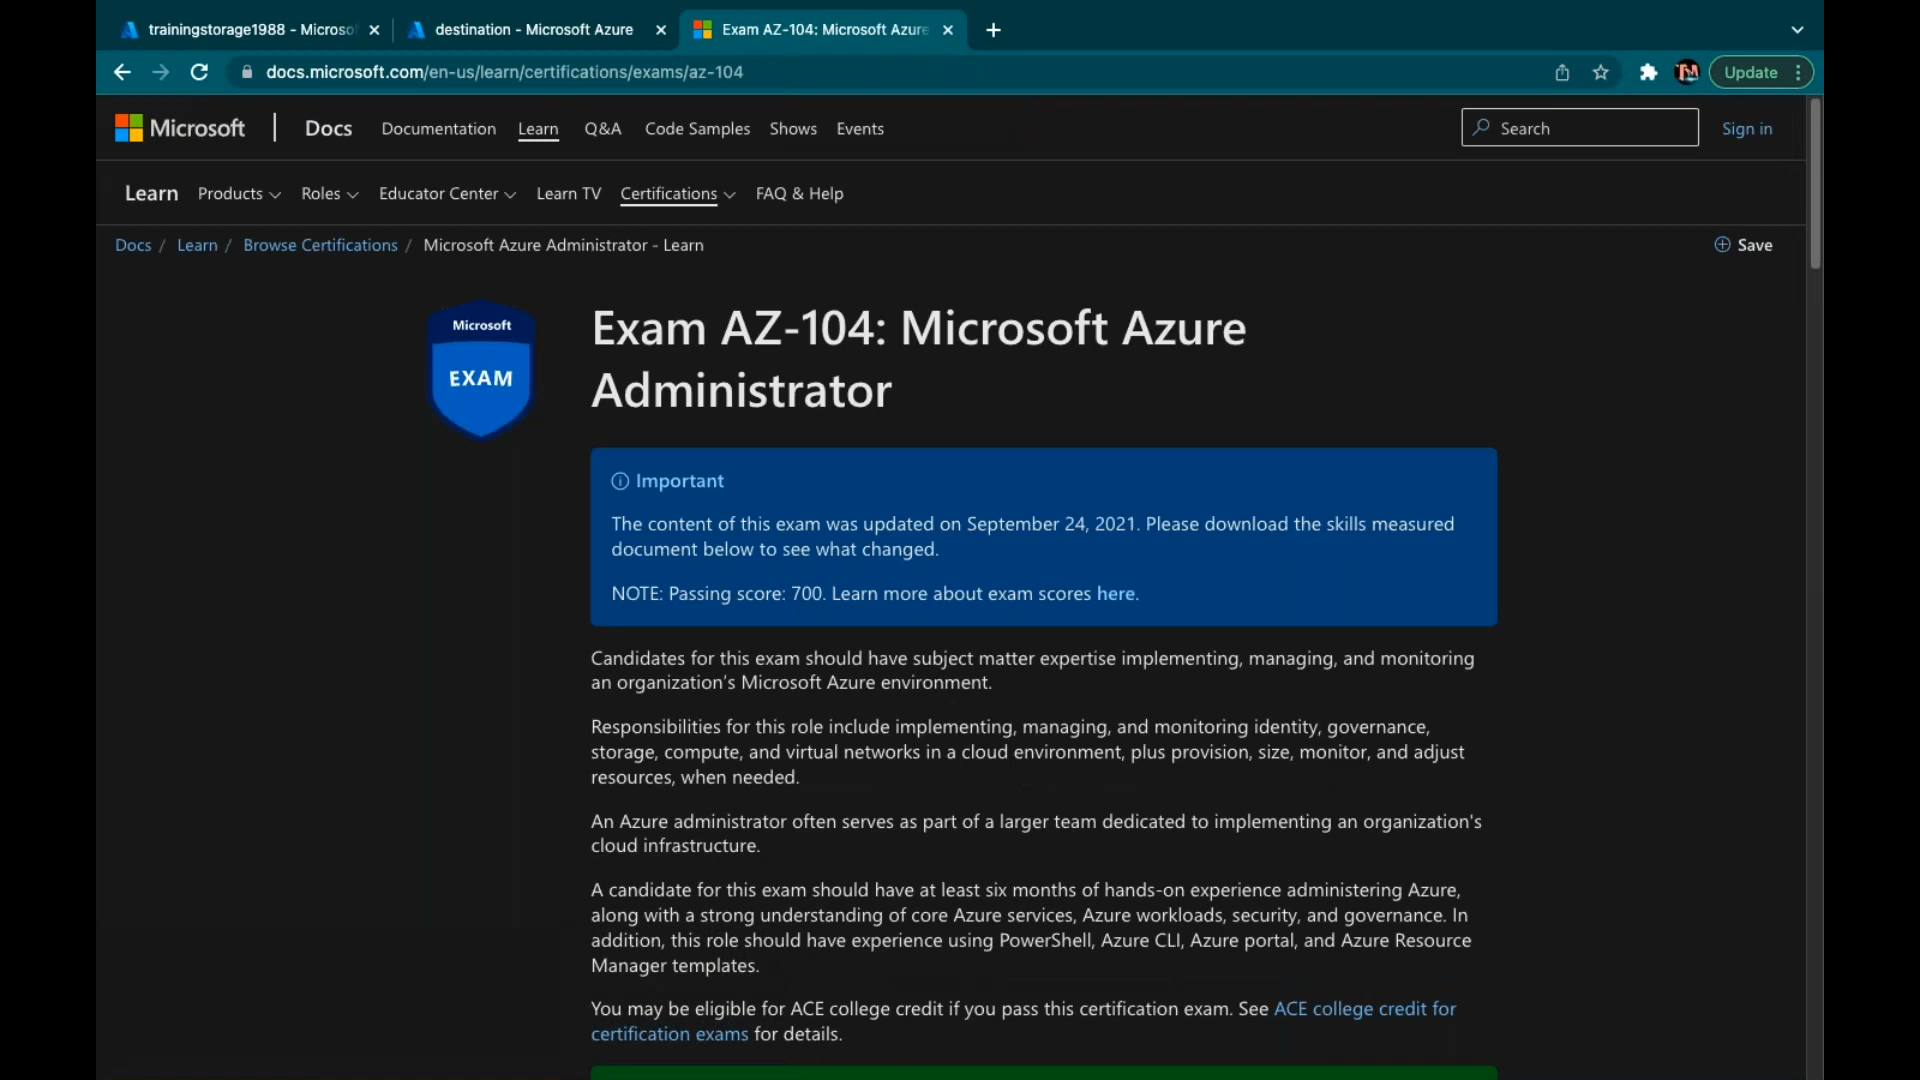 trainingstorage1988 - Microso
destination - Microsoft Azure
Exam AZ-104: Microsoft Azure
docs.microsoft.com/en-us/learn/certifications/exams/az-104
TM
Update
Microsoft
Docs
Documentation
Learn
Q&A
Code Samples
Shows
Events
Search
Sign in
Learn
Products
Roles
Educator Center
Learn TV
Certifications
FAQ & Help
Docs / Learn / Browse Certifications / Microsoft Azure Administrator - Learn
Save
Microsoft
EXAM
Exam AZ-104: Microsoft Azure
Administrator
Important
The content of this exam was updated on September 24, 2021. Please download the skills measured
document below to see what changed.
NOTE: Passing score: 700. Learn more about exam scores here.
Candidates for this exam should have subject matter expertise implementing, managing, and monitoring
an organization’s Microsoft Azure environment.
Responsibilities for this role include implementing, managing, and monitoring identity, governance,
storage, compute, and virtual networks in a cloud environment, plus provision, size, monitor, and adjust
resources, when needed.
An Azure administrator often serves as part of a larger team dedicated to implementing an organization's
cloud infrastructure.
A candidate for this exam should have at least six months of hands-on experience administering Azure,
along with a strong understanding of core Azure services, Azure workloads, security, and governance. In
addition, this role should have experience using PowerShell, Azure CLI, Azure portal, and Azure Resource
Manager templates.
You may be eligible for ACE college credit if you pass this certification exam. See ACE college credit for
certification exams for details.